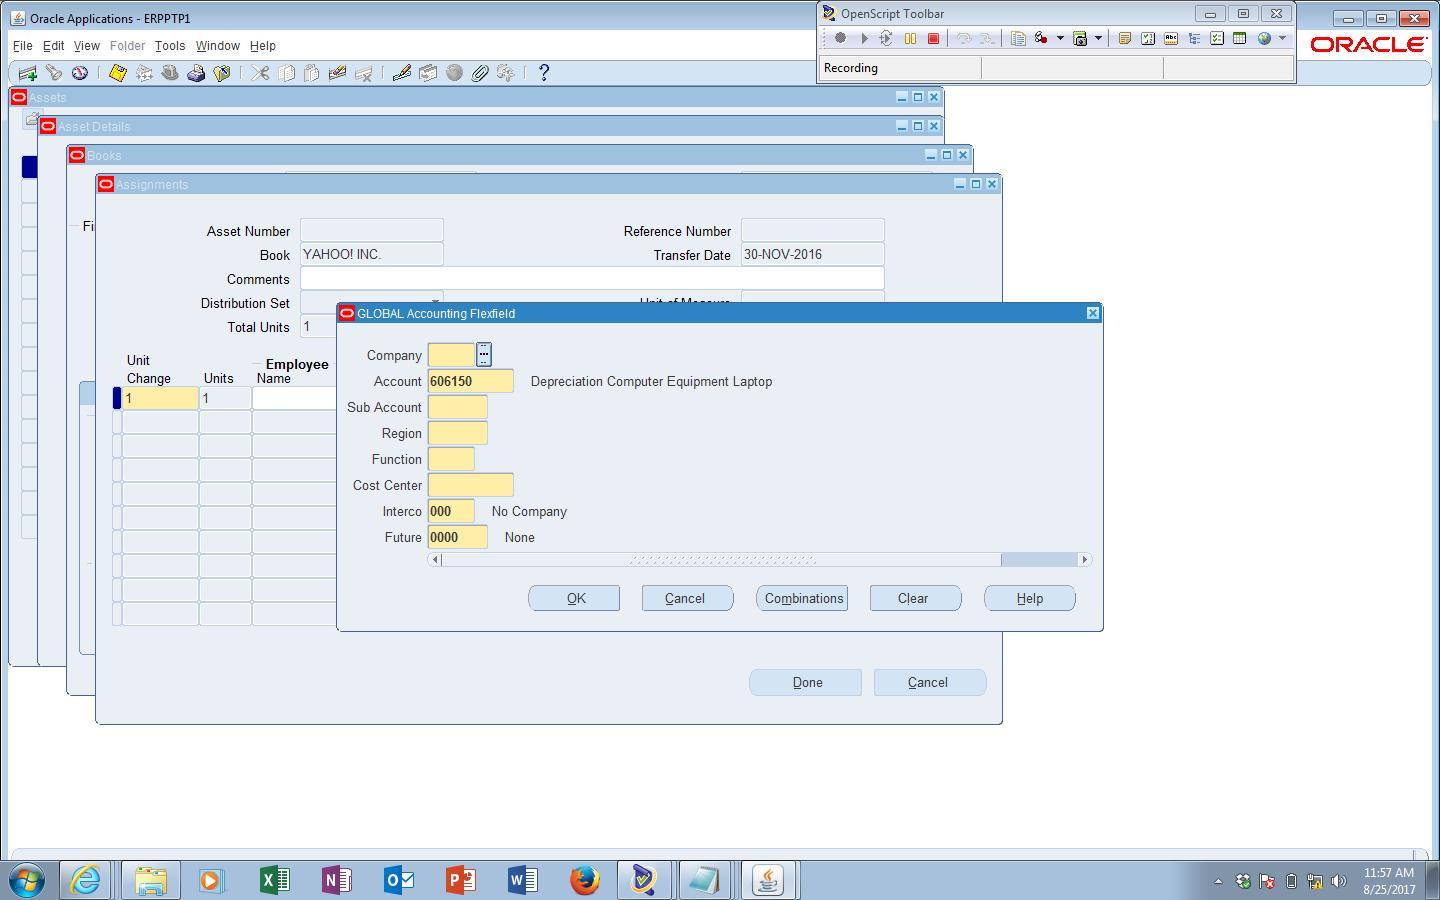 Oracle Applications - ERPPTP1
OpenScript Toolbar
File Edit View Folder Tools Window Help
ORACLE
Recording
Assets
Asset Details
Books
Assignments
Asset Number
Reference Number
Book YAHOO! INC.
Transfer Date 30-NOV-2016
Comments
Distribution Set
Unit of Measure
Total Units 1
GLOBAL Accounting Flexfield
Unit Change
Units
Employee
Name
1 1
Company
Account 606150 Depreciation Computer Equipment Laptop
Sub Account
Region
Function
Cost Center
Interco 000 No Company
Future 0000 None
OK Cancel Combinations Clear Help
Done Cancel
11:57 AM
8/25/2017